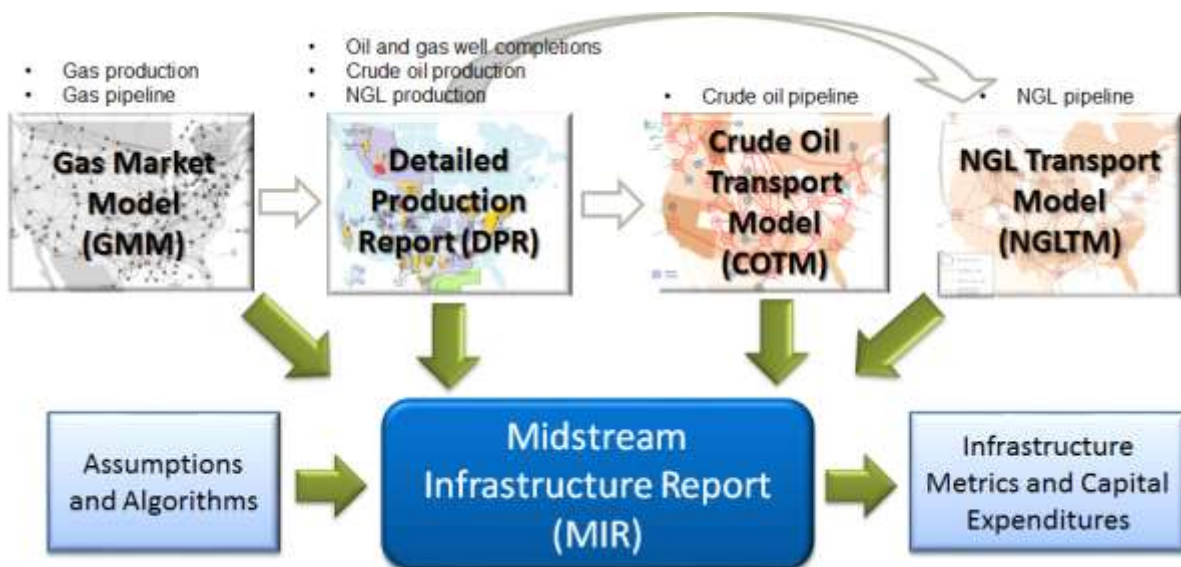 • Gas production
• Gas pipeline
• Oil and gas well completions
• Crude oil production
• NGL production
• Crude oil pipeline
• NGL pipeline
Gas Market
Model
(GMM)
Detailed
Production
Report (DPR)
Crude Oil
Transport
Model
(COTM)
NGL Transport
Model
(NGLTM)
Assumptions
and Algorithms
Midstream
Infrastructure Report
(MIR)
Infrastructure
Metrics and Capital
Expenditures